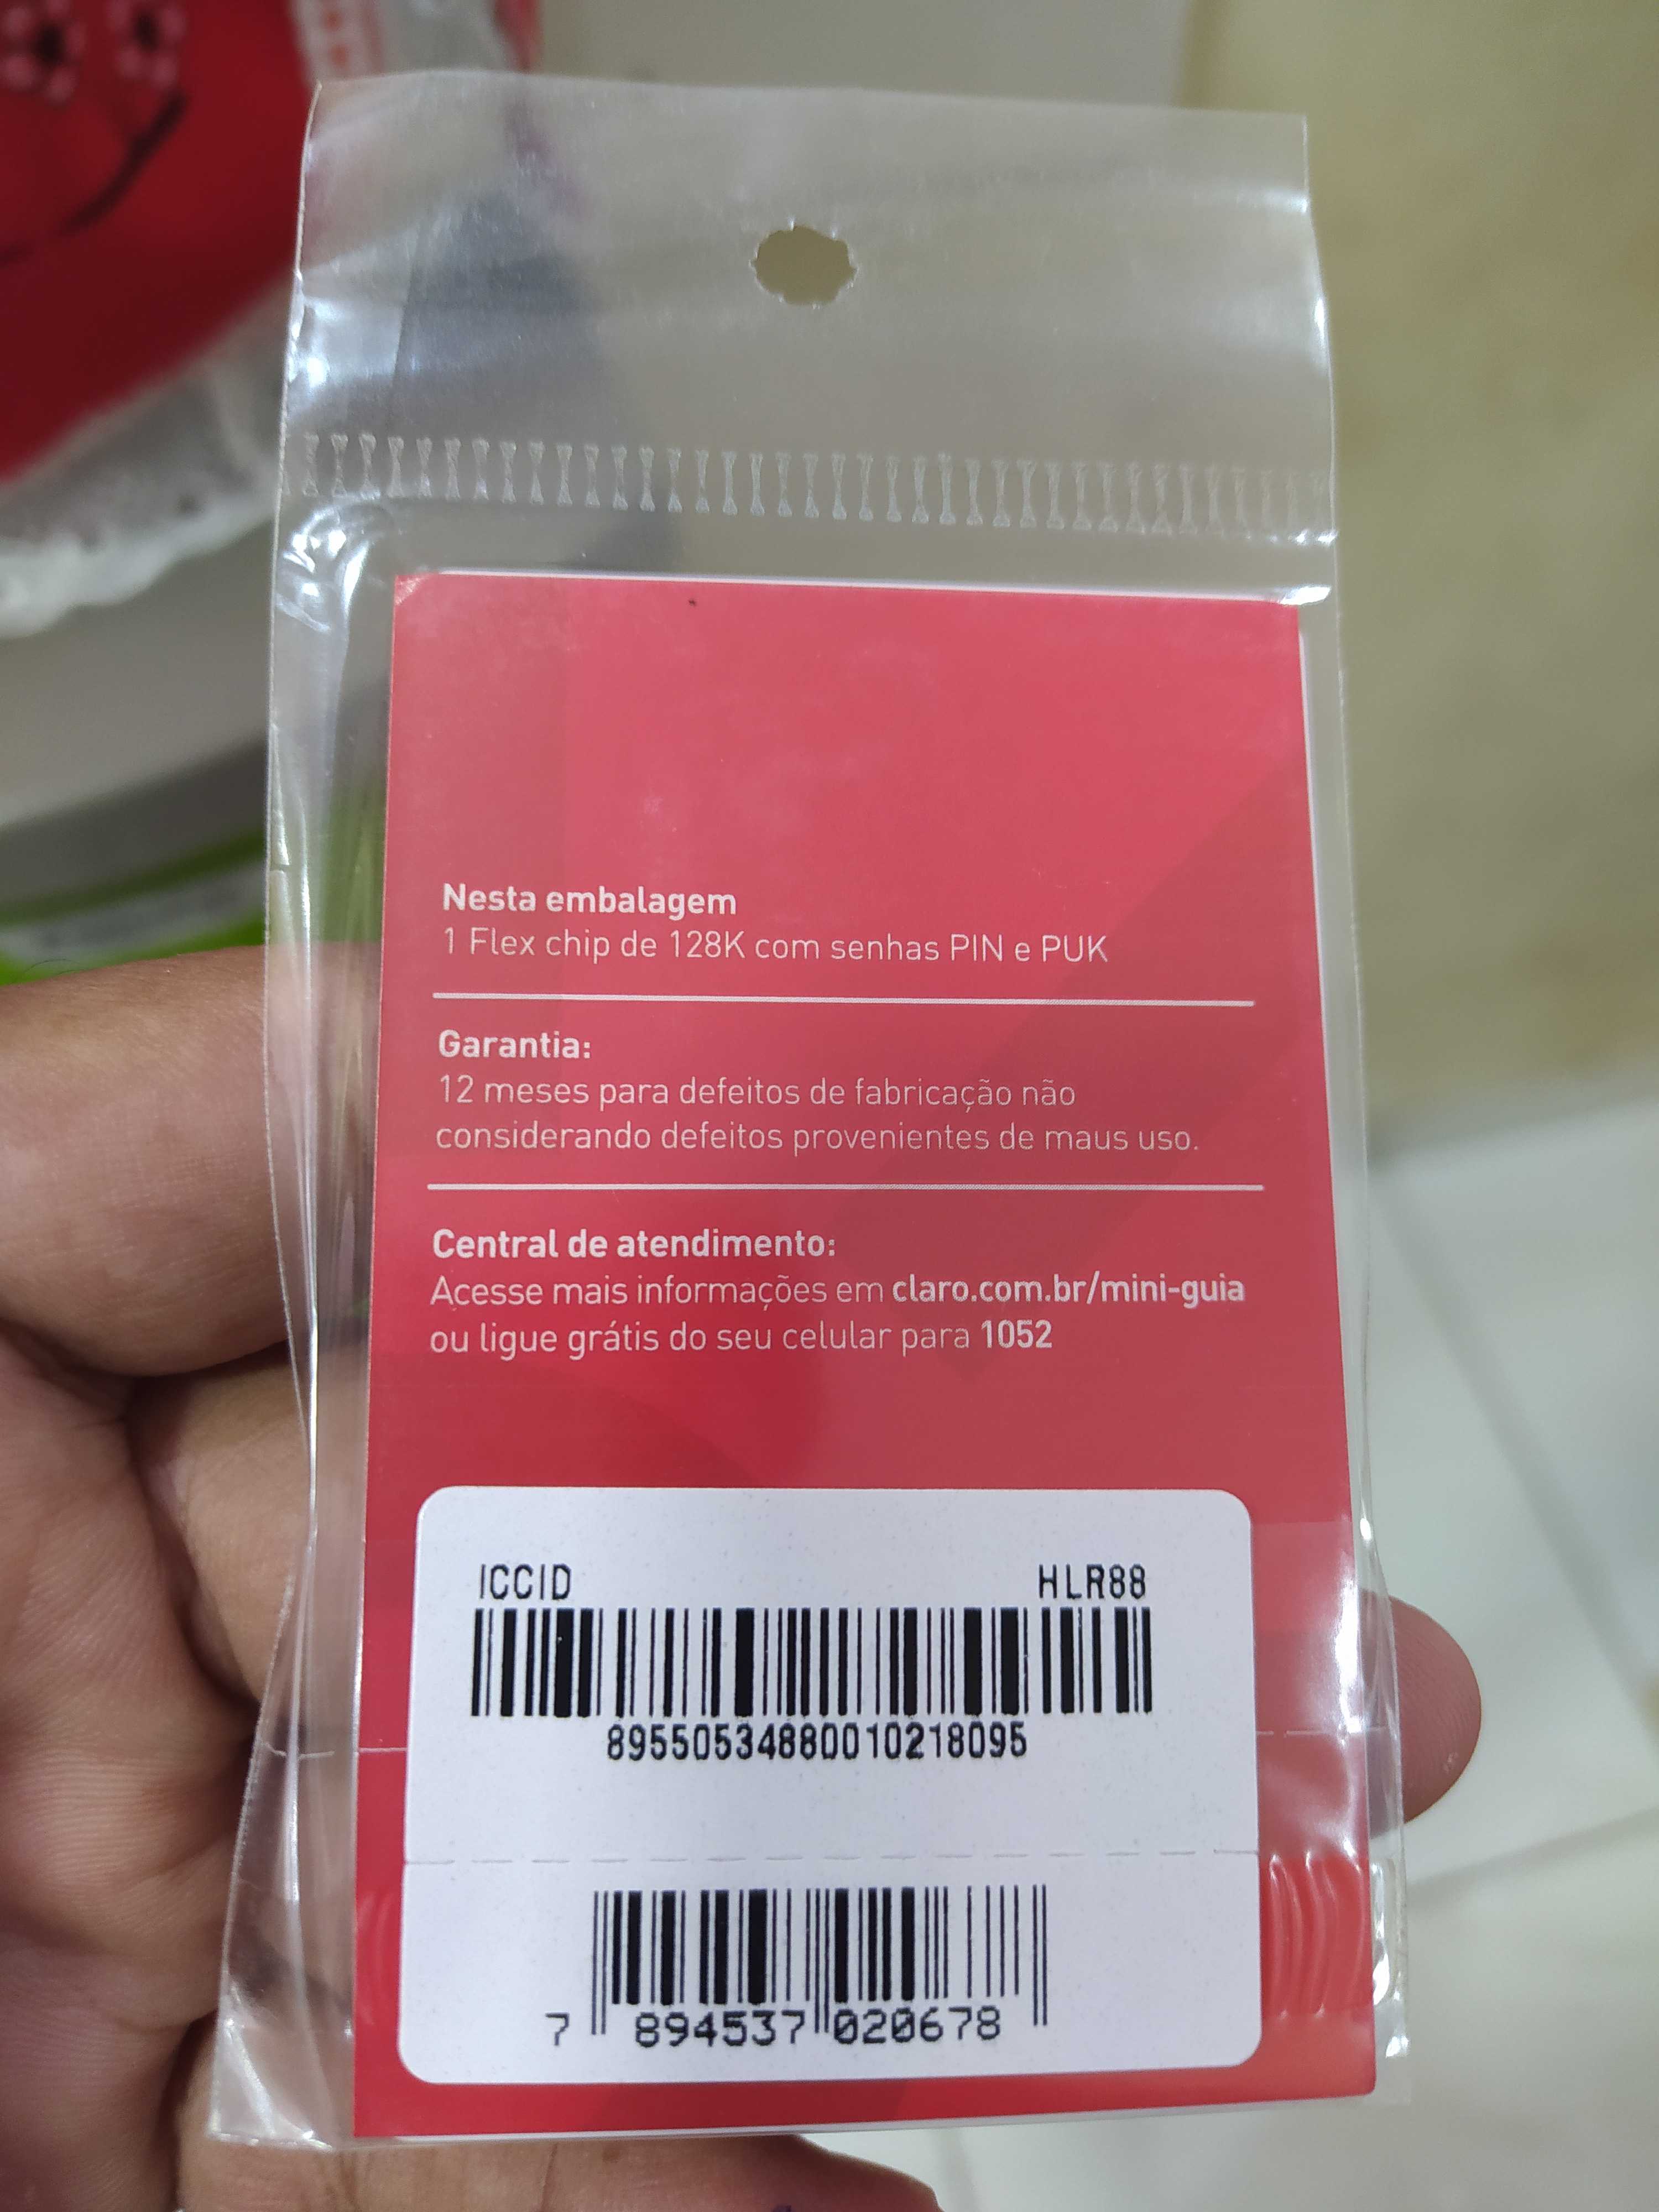 Nesta embalagem
1 Flex chip de 128K com senhas PIN e PUK
Garantia:
12 meses para defeitos de fabricação não
considerando defeitos provenientes de maus uso.
Central de atendimento:
Acesse mais informações em claro.com.br/mini-guia
ou ligue grátis do seu celular para 1052
ICCID HLR88
89550534880010218095
7 894537 020678